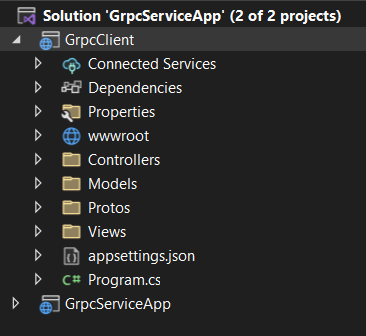 Solution 'GrpcServiceApp' (2 of 2 projects)
GrpcClient
Connected Services
Dependencies
Properties
wwwroot
Controllers
Models
Protos
Views
appsettings.json
C# Program.cs
GrpcServiceApp